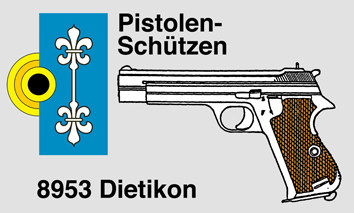 Pistolen-
Schützen
8953 Dietikon